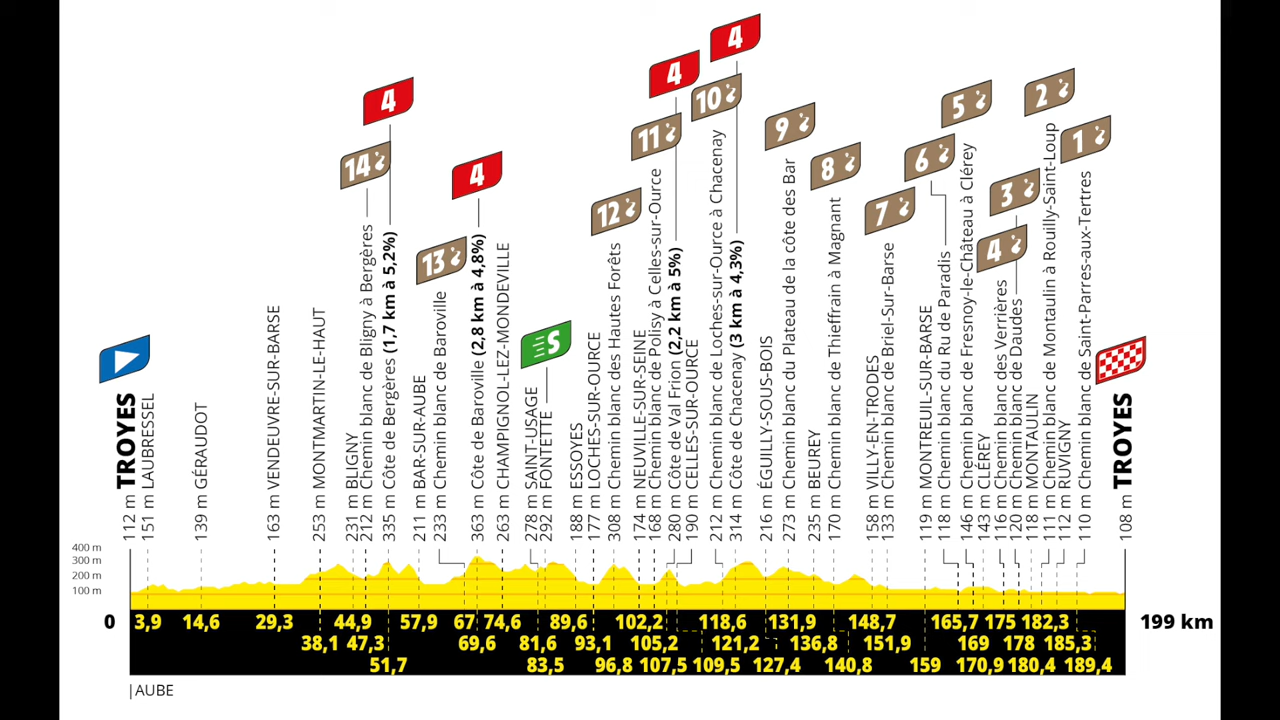 4
4
10
5
2
4
11
9
1
14
8
6
4
12
3
13
7
4
S
TROYES
112 m
151 m LAUBRESSEL
139 m GÉRAUDOT
163 m VENDEUVRE-SUR-BARSE
253 m MONTMARTIN-LE-HAUT
231 m BLIGNY
212 m Chemin blanc de Bligny à Bergères
335 m Côte de Bergères (1,7 km à 5,2%)
211 m BAR-SUR-AUBE
233 m Chemin blanc de Baroville
363 m Côte de Baroville (2,8 km à 4,8%)
263 m CHAMPIGNOL-LEZ-MONDEVILLE
278 m SAINT-USAGE
292 m FONTETTE
188 m ESSOYES
177 m LOCHES-SUR-OURCE
308 m Chemin blanc des Hautes Forêts
174 m NEUVILLE-SUR-SEINE
168 m Chemin blanc de Polisy à Celles-sur-Ource
280 m Côte de Val Frion (2,2 km à 5%)
190 m CELLES-SUR-OURCE
212 m Chemin blanc de Loches-sur-Ource à Chacenay
314 m Côte de Chacenay (3 km à 4,3%)
216 m ÉGUILLY-SOUS-BOIS
273 m Chemin blanc du Plateau de la côte des Bar
235 m BEUREY
170 m Chemin blanc de Thieffrain à Magnant
158 m VILLY-EN-TRODES
133 m Chemin blanc de Briel-Sur-Barse
119 m MONTREUIL-SUR-BARSE
118 m Chemin blanc du Ru de Paradis
146 m Chemin blanc de Fresnoy-le-Château à Clérey
143 m CLÉREY
116 m Chemin blanc des Verrières
120 m Chemin blanc de Daudes
118 m MONTAULIN
111 m Chemin blanc de Montaulin à Rouilly-Saint-Loup
112 m RUVIGNY
110 m Chemin blanc de Saint-Parres-aux-Tertres
TROYES
108 m
400 m
300 m
200 m
100 m
0 3,9 14,6 29,3 44,9 57,9 67 74,6 89,6 102,2 118,6 131,9 148,7 165,7 175 182,3 199 km
38,1 47,3 69,6 81,6 93,1 105,2 121,2 136,8 151,9 169 178 185,3
51,7 83,5 96,8 107,5 109,5 127,4 140,8 159 170,9 180,4 189,4
AUBE